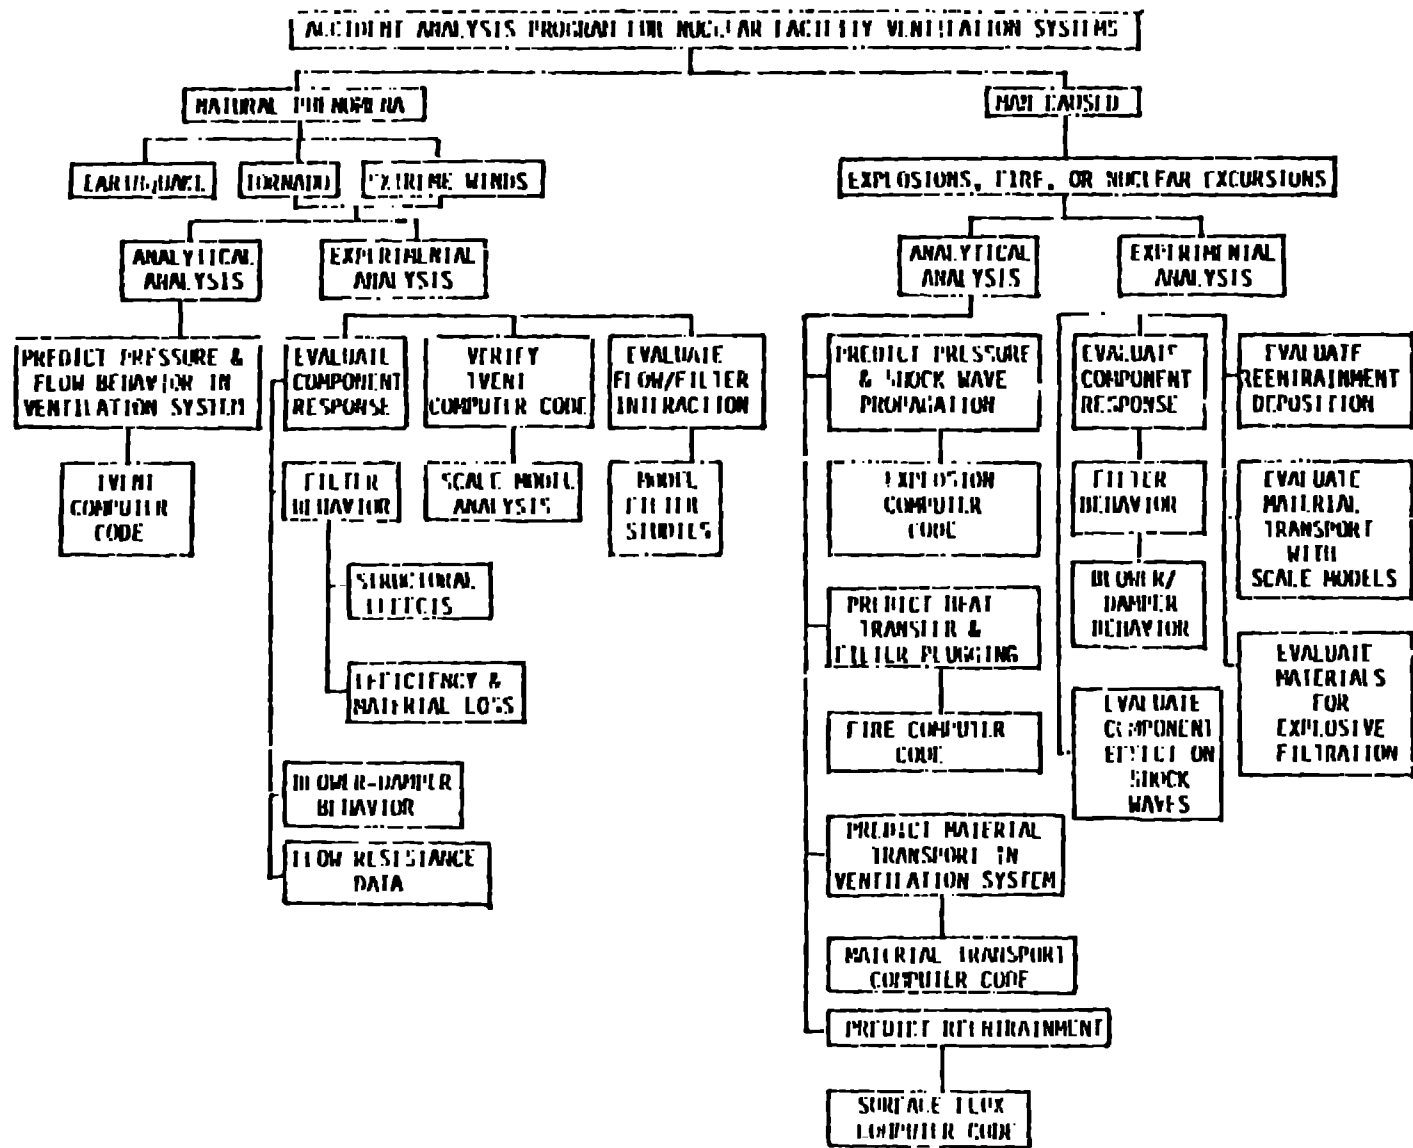 ACCIDENT ANALYSIS PROGRAM FOR NUCLEAR FACILITY VENTILATION SYSTEMS
NATURAL PHENOMENA
MAN CAUSED
EARTHQUAKE
TORNADO
EXTREME WINDS
EXPLOSIONS, FIRE, OR NUCLEAR EXCURSIONS
ANALYTICAL
ANALYSIS
EXPERIMENTAL
ANALYSIS
ANALYTICAL
ANALYSIS
EXPERIMENTAL
ANALYSIS
PREDICT PRESSURE &
FLOW BEHAVIOR IN
VENTILATION SYSTEM
EVALUATE
COMPONENT
RESPONSE
VERIFY
TVENT
COMPUTER CODE
EVALUATE
FLOW/FILTER
INTERACTION
PREDICT PRESSURE
& SHOCK WAVE
PROPAGATION
EVALUATE
COMPONENT
RESPONSE
EVALUATE
REENTRAINMENT
DEPOSITION
TVENT
COMPUTER
CODE
FILTER
BEHAVIOR
SCALE MODEL
ANALYSIS
MODEL
FILTER
STUDIES
EXPLOSION
COMPUTER
CODE
FILTER
BEHAVIOR
EVALUATE
MATERIAL
TRANSPORT
WITH
SCALE MODELS
STRUCTURAL
EFFECTS
PREDICT HEAT
TRANSFER &
FILTER PLUGGING
BLOWER/
DAMPER
BEHAVIOR
EFFICIENCY &
MATERIAL LOSS
EVALUATE
MATERIALS
FOR
EXPLOSIVE
FILTRATION
FIRE COMPUTER
CODE
EVALUATE
COMPONENT
EFFECT ON
SHOCK
WAVES
BLOWER-DAMPER
BEHAVIOR
FLOW RESISTANCE
DATA
PREDICT MATERIAL
TRANSPORT IN
VENTILATION SYSTEM
MATERIAL TRANSPORT
COMPUTER CODE
PREDICT REENTRAINMENT
SURFACE FLUX
COMPUTER CODE